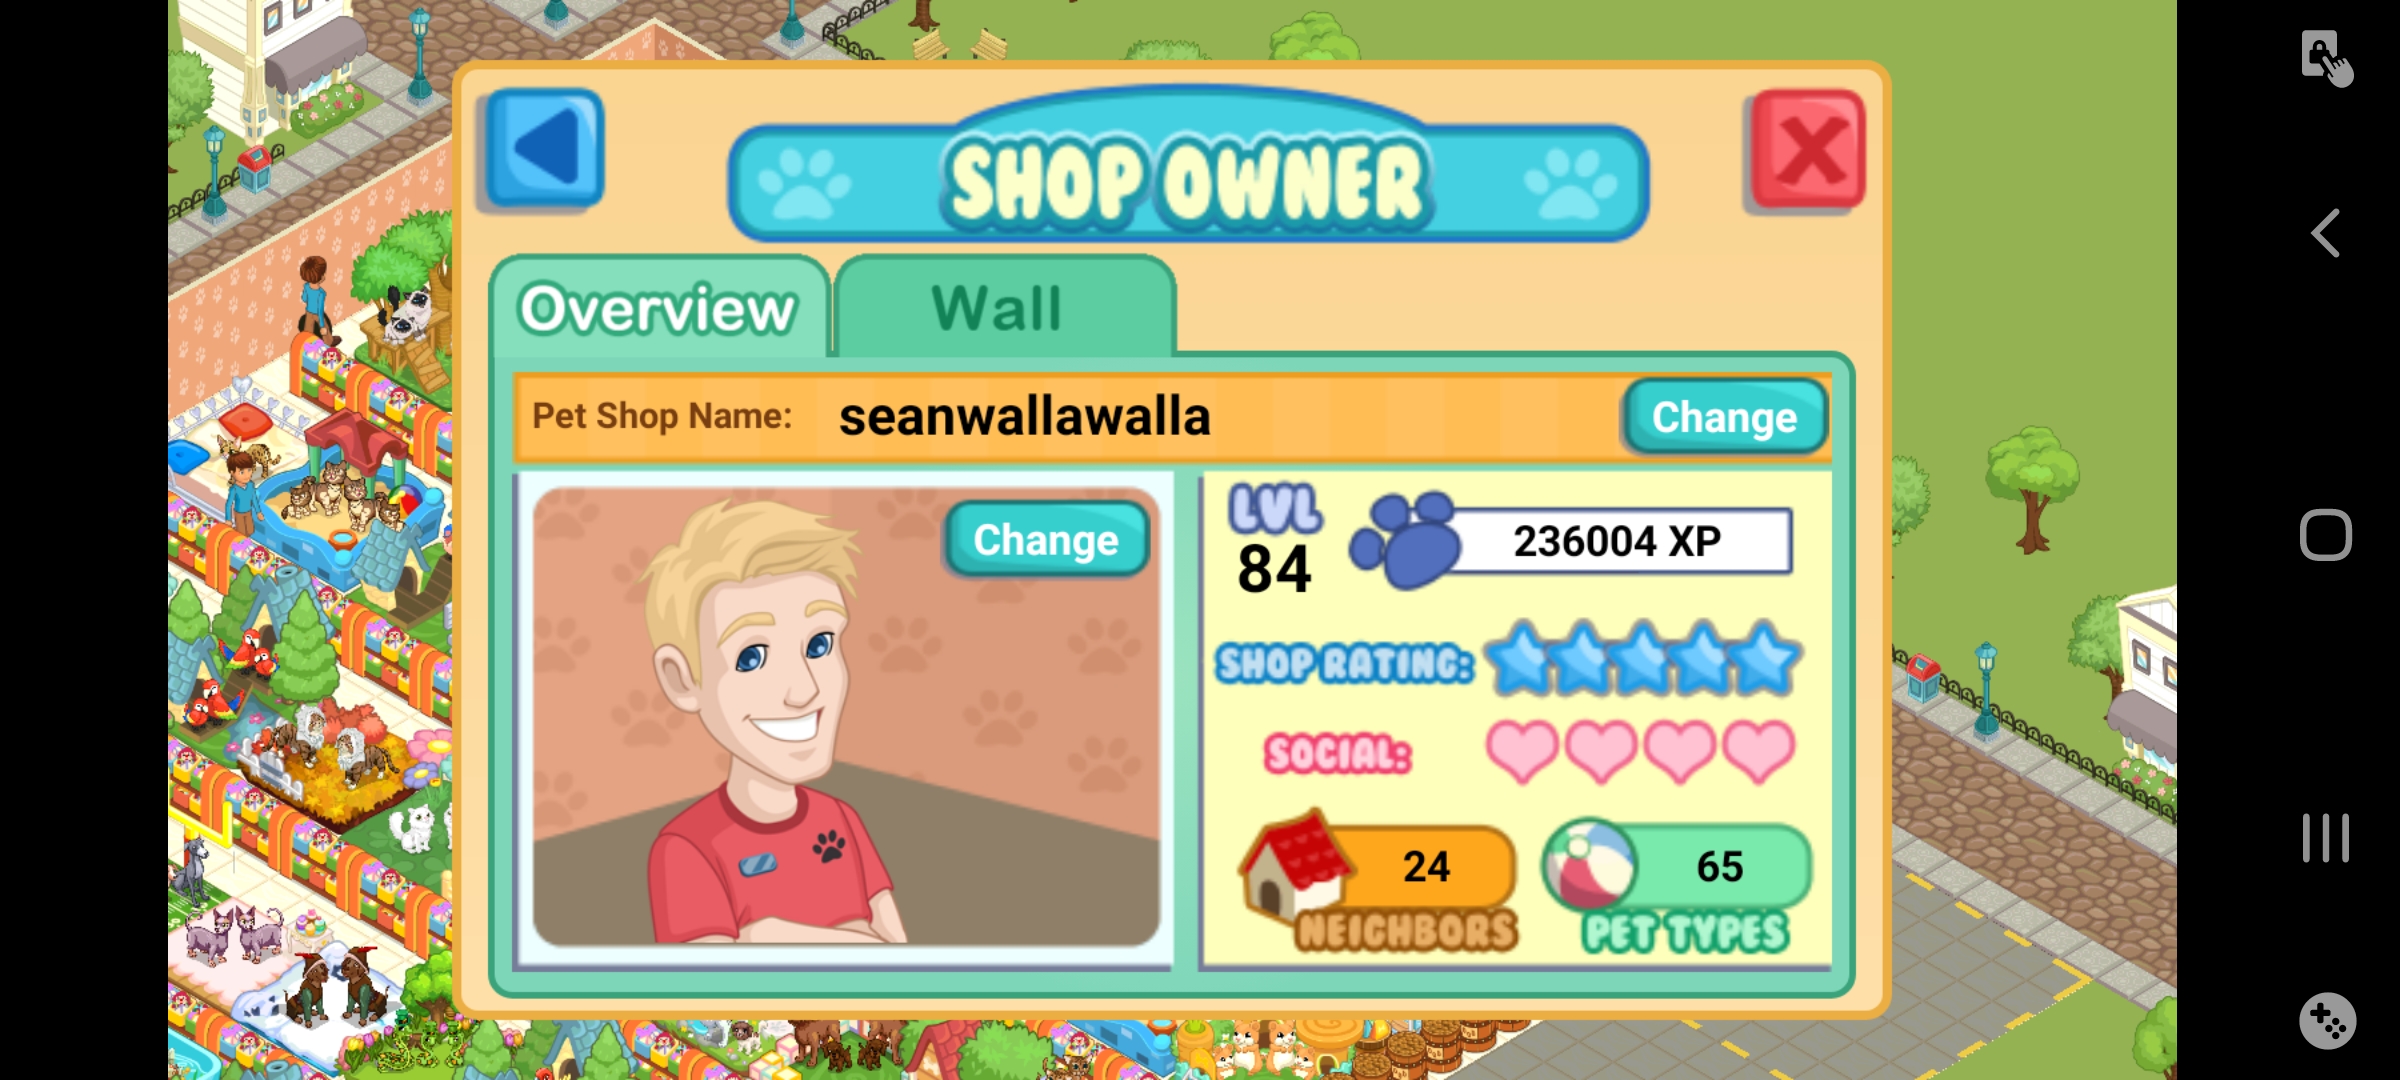 SHOP OWNER
Overview
Wall
Pet Shop Name: seanwallawalla
Change
Change
LVL
84
236004 XP
SHOP RATING:
SOCIAL:
24
NEIGHBORS
65
PET TYPES